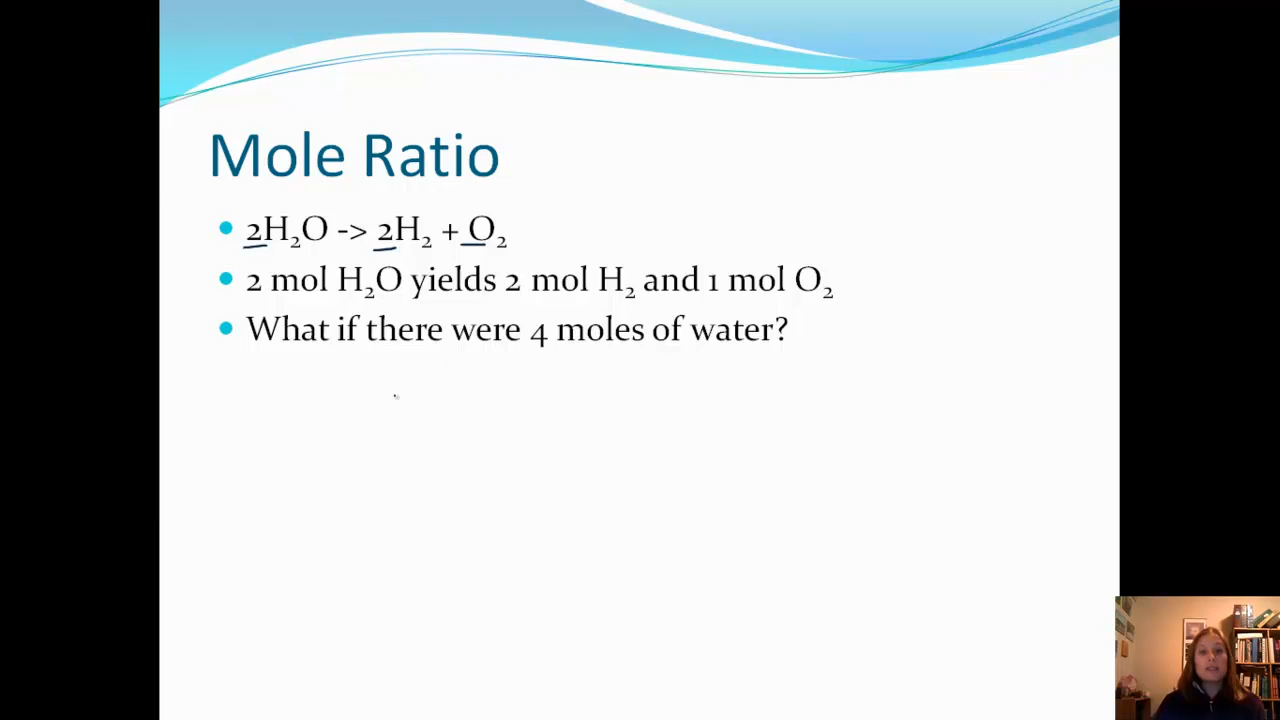 Mole Ratio
• 2H₂O -> 2H₂ + O₂
• 2 mol H₂O yields 2 mol H₂ and 1 mol O₂
• What if there were 4 moles of water?